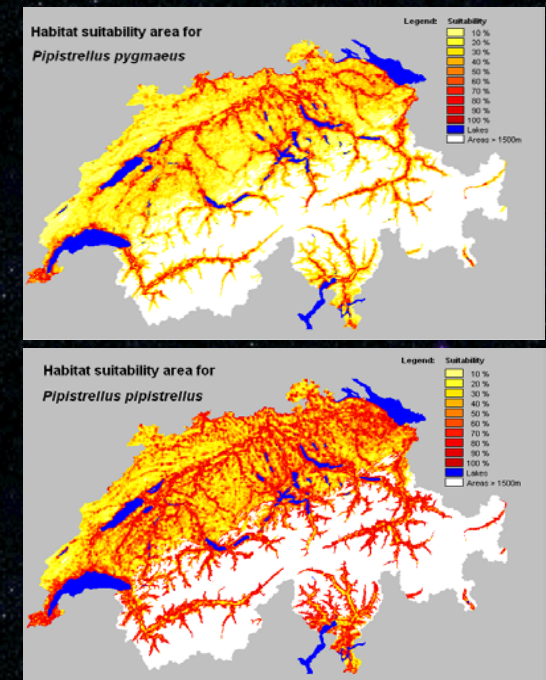 Habitat suitability area for
Pipistrellus pygmaeus
Legend: Suitability
10 %
20 %
30 %
40 %
50 %
60 %
70 %
80 %
90 %
100 %
Lakes
Areas > 1500m
Habitat suitability area for
Pipistrellus pipistrellus
Legend: Suitability
10 %
20 %
30 %
40 %
50 %
60 %
70 %
80 %
90 %
100 %
Lakes
Areas > 1500m